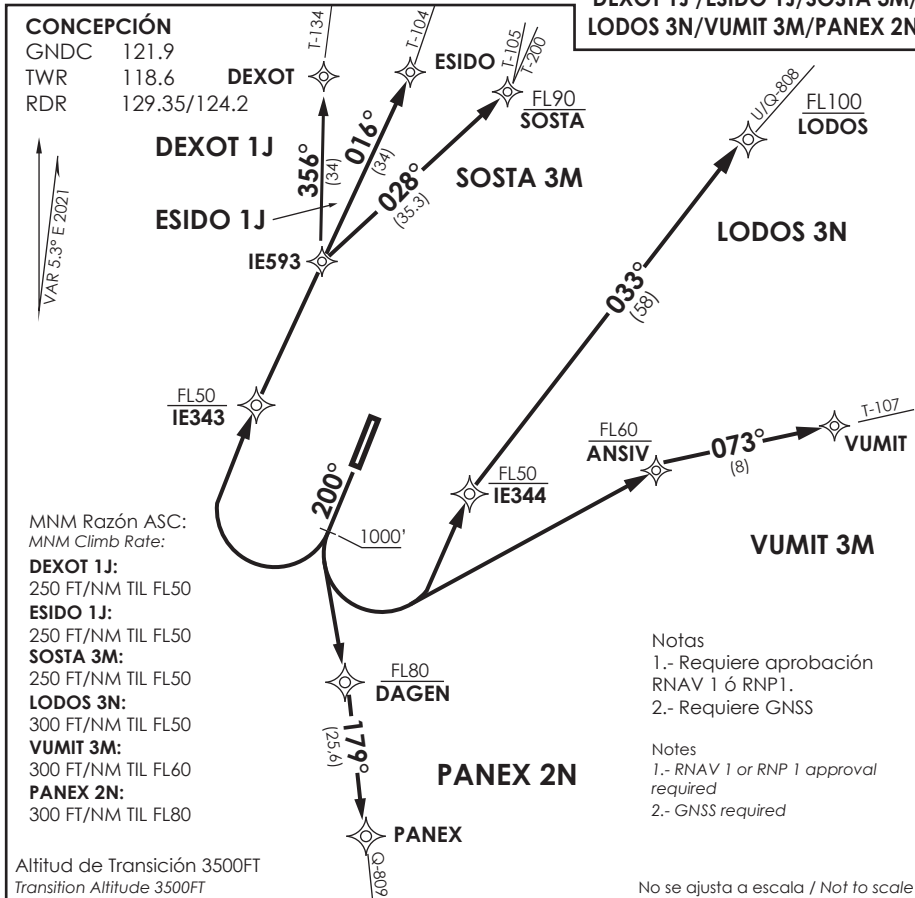 DEXOT 1J /ESIDO 1J/SOSTA 3M/
LODOS 3N/VUMIT 3M/PANEX 2N
CONCEPCIÓN
GNDC 121.9
TWR 118.6
RDR 129.35/124.2
VAR 5.3° E 2021
T-134
DEXOT
T-104
ESIDO
T-105
T-200
FL90
SOSTA
U/Q-808
FL100
LODOS
DEXOT 1J
356°
(34)
016°
(34)
028°
(35.3)
SOSTA 3M
ESIDO 1J
LODOS 3N
IE593
033°
(58)
FL50
IE343
200°
1000'
FL50
IE344
FL60
ANSIV
073°
(8)
T-107
VUMIT
VUMIT 3M
MNM Razón ASC:
MNM Climb Rate:
DEXOT 1J:
250 FT/NM TIL FL50
ESIDO 1J:
250 FT/NM TIL FL50
SOSTA 3M:
250 FT/NM TIL FL50
LODOS 3N:
300 FT/NM TIL FL50
VUMIT 3M:
300 FT/NM TIL FL60
PANEX 2N:
300 FT/NM TIL FL80
FL80
DAGEN
179°
(25,6)
PANEX 2N
PANEX
Q-809
Notas
1.- Requiere aprobación
RNAV 1 ó RNP1.
2.- Requiere GNSS
Notes
1.- RNAV 1 or RNP 1 approval
required
2.- GNSS required
Altitud de Transición 3500FT
Transition Altitude 3500FT
No se ajusta a escala / Not to scale